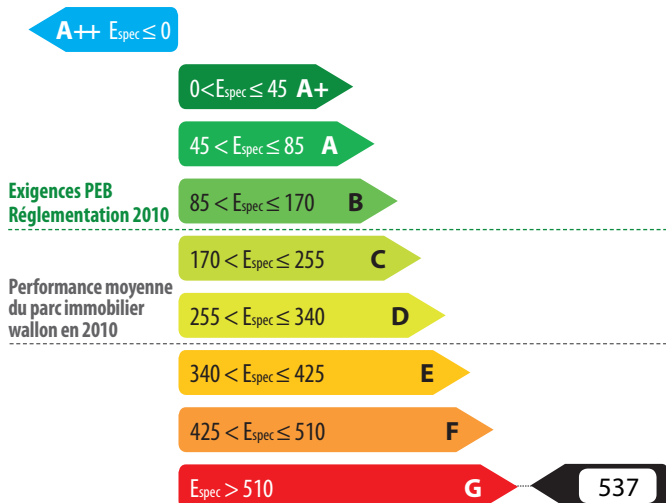 A++ Espec ≤ 0
0 < Espec ≤ 45 A+
45 < Espec ≤ 85 A
Exigences PEB
Réglementation 2010
85 < Espec ≤ 170 B
170 < Espec ≤ 255 C
Performance moyenne
du parc immobilier
wallon en 2010
255 < Espec ≤ 340 D
340 < Espec ≤ 425 E
425 < Espec ≤ 510 F
Espec > 510 G 537